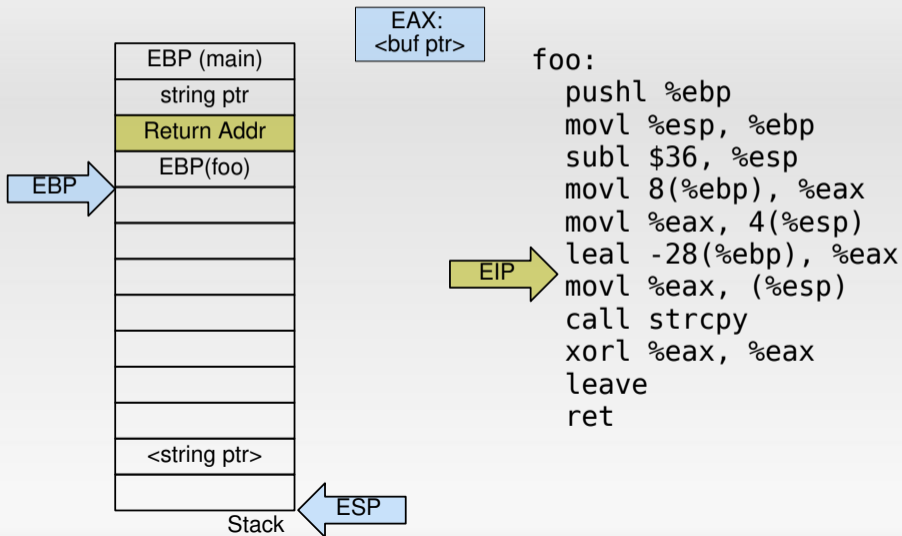 EAX:
<buf ptr>
EBP (main)
string ptr
Return Addr
EBP(foo)
EBP
<string ptr>
ESP
Stack
EIP
foo:
pushl %ebp
movl %esp, %ebp
subl $36, %esp
movl 8(%ebp), %eax
movl %eax, 4(%esp)
leal -28(%ebp), %eax
movl %eax, (%esp)
call strcpy
xorl %eax, %eax
leave
ret